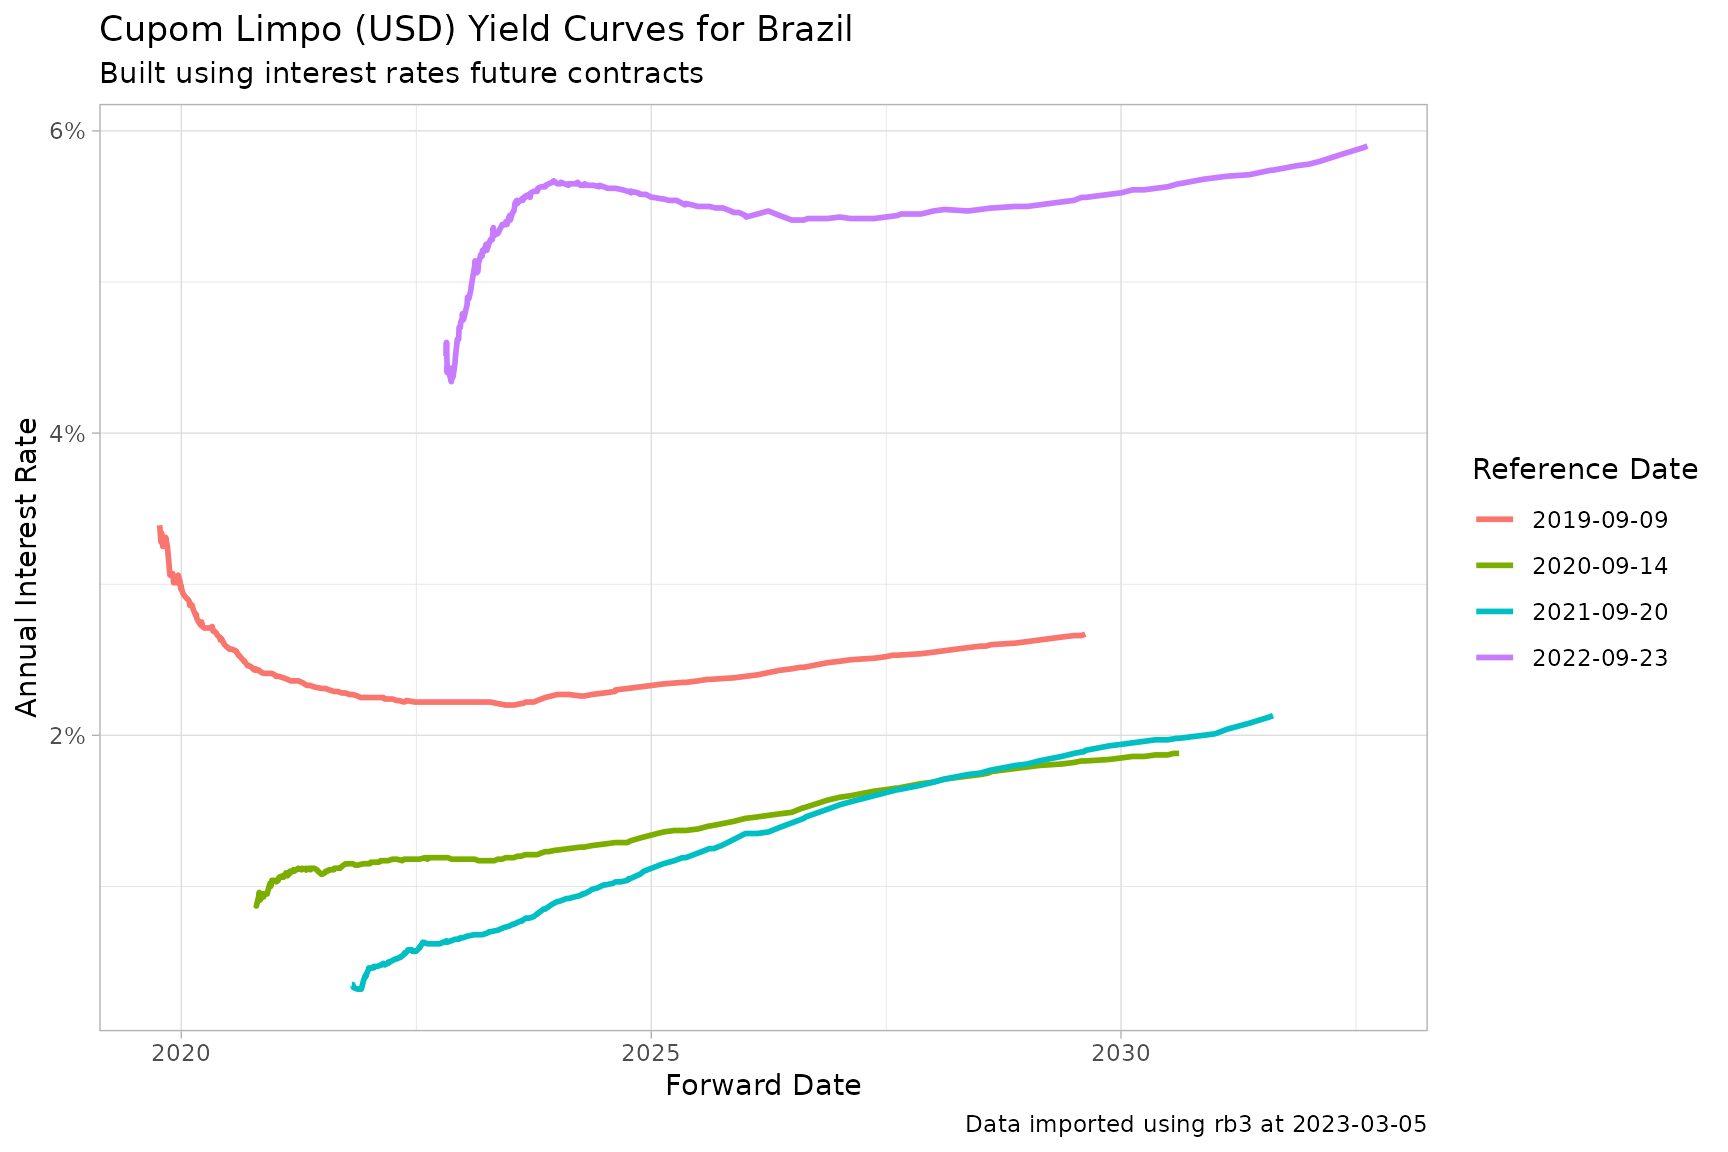 Cupom Limpo (USD) Yield Curves for Brazil
Built using interest rates future contracts
Annual Interest Rate
6%
4%
2%
2020
2025
2030
Forward Date
Reference Date
2019-09-09
2020-09-14
2021-09-20
2022-09-23
Data imported using rb3 at 2023-03-05